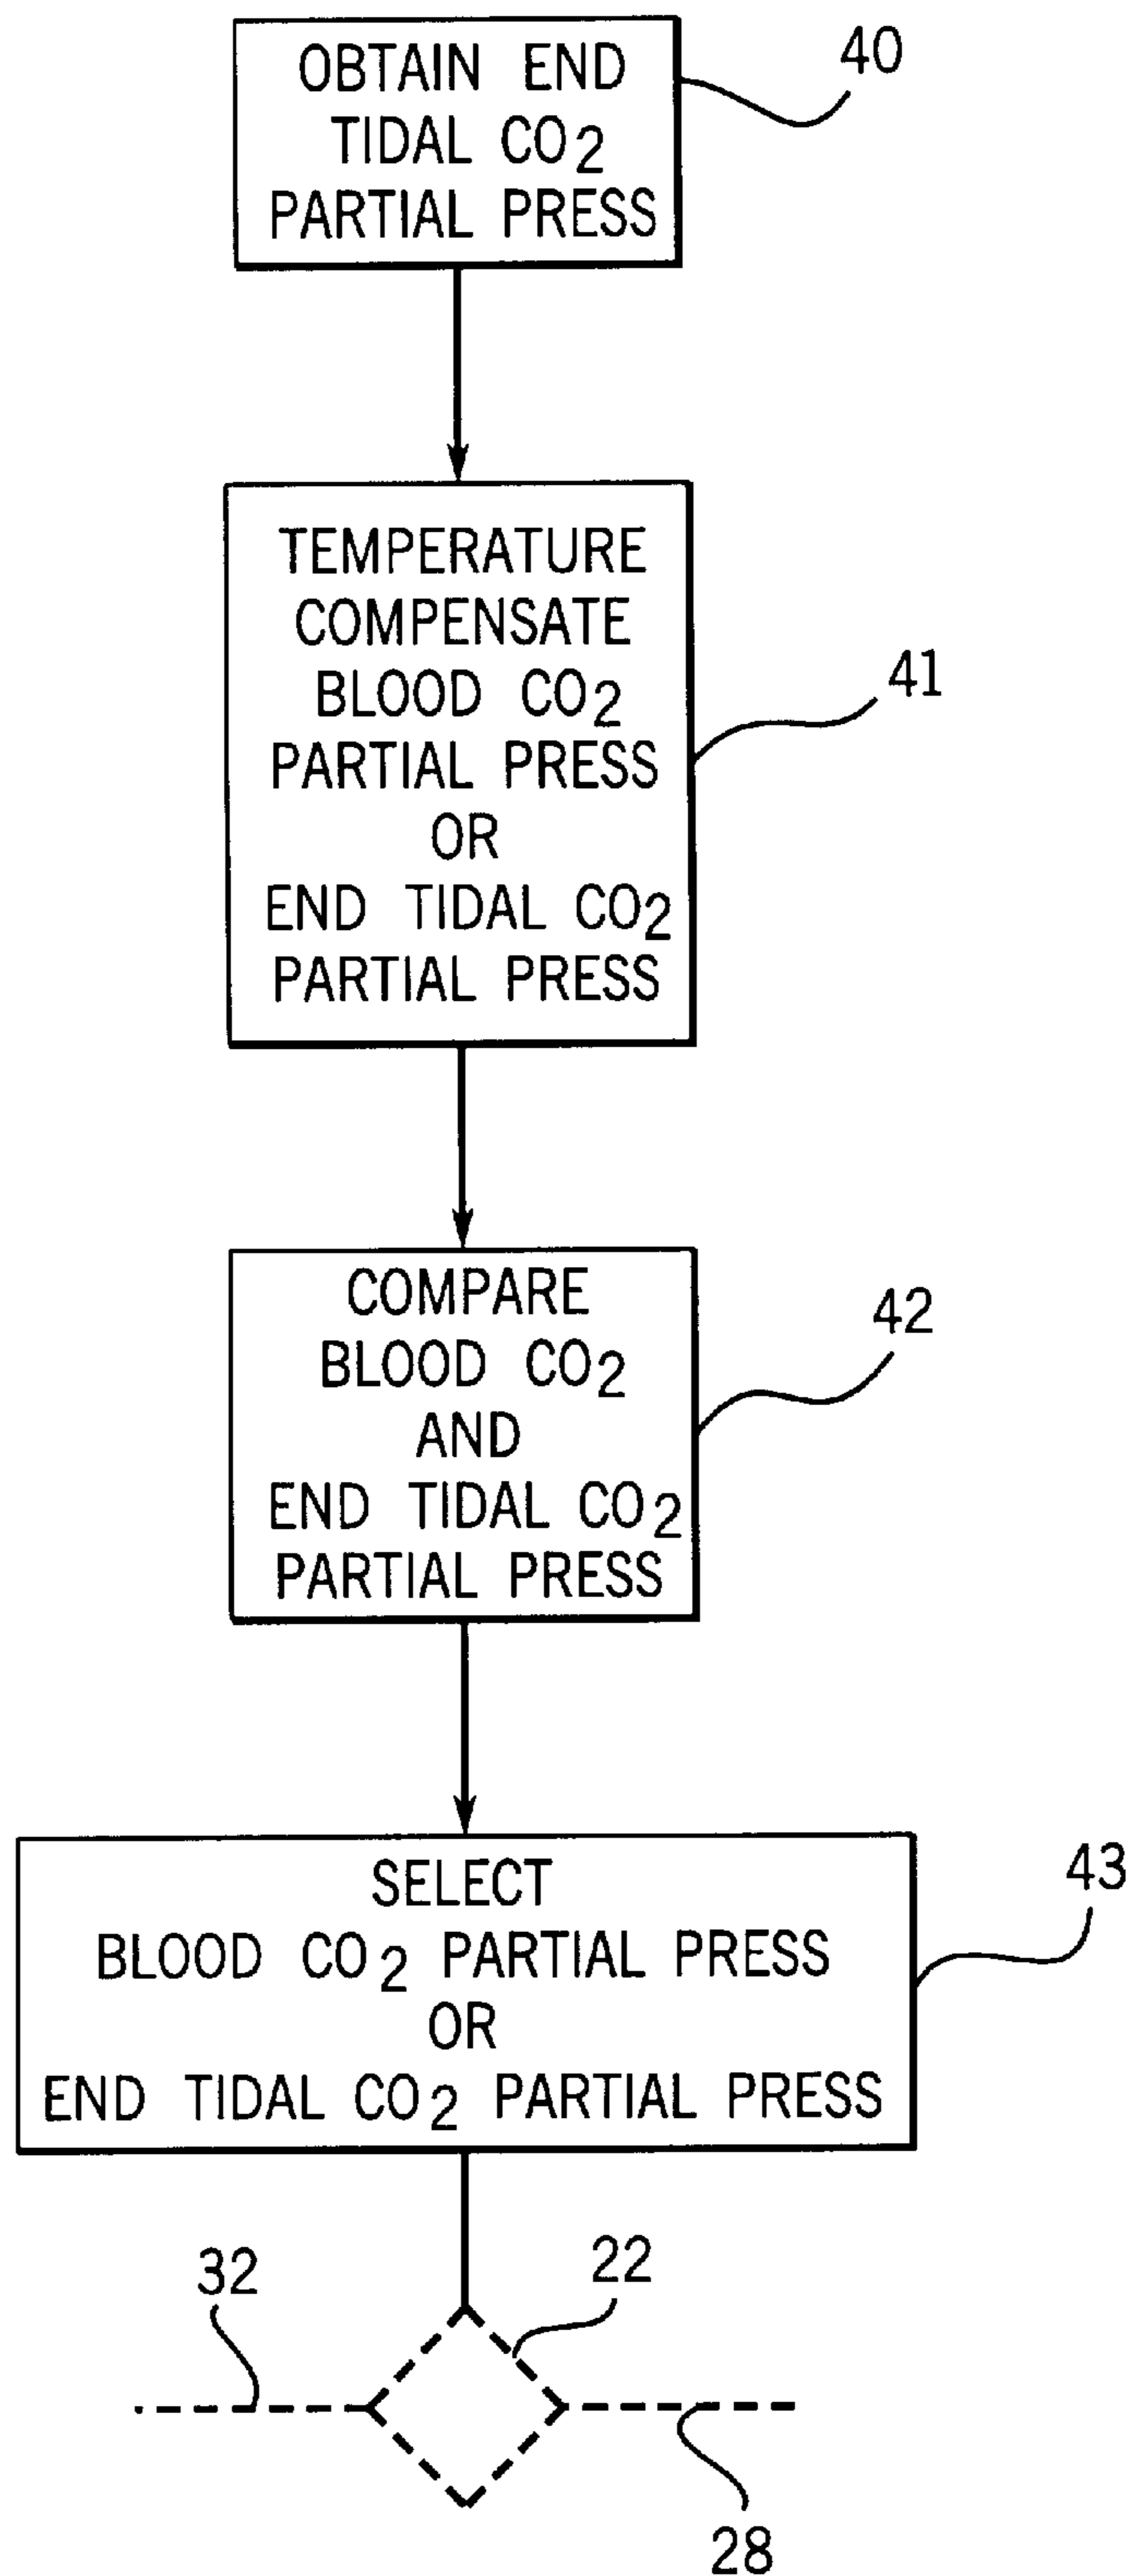 OBTAIN END
TIDAL CO2
PARTIAL PRESS
40
TEMPERATURE
COMPENSATE
BLOOD CO2
PARTIAL PRESS
OR
END TIDAL CO2
PARTIAL PRESS
41
COMPARE
BLOOD CO2
AND
END TIDAL CO2
PARTIAL PRESS
42
SELECT
BLOOD CO2 PARTIAL PRESS
OR
END TIDAL CO2 PARTIAL PRESS
43
32
22
28